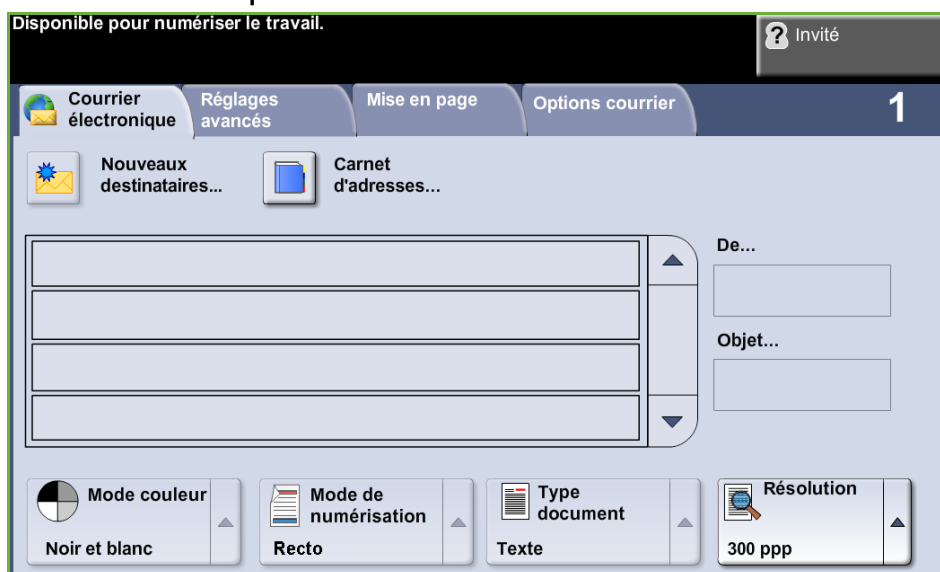 Disponible pour numériser le travail.
? Invité
Courrier
électronique
Réglages
avancés
Mise en page
Options courrier
1
Nouveaux
destinataires...
Carnet
d'adresses...
De...
Objet...
Mode couleur
Noir et blanc
Mode de
numérisation
Recto
Type
document
Texte
Résolution
300 ppp